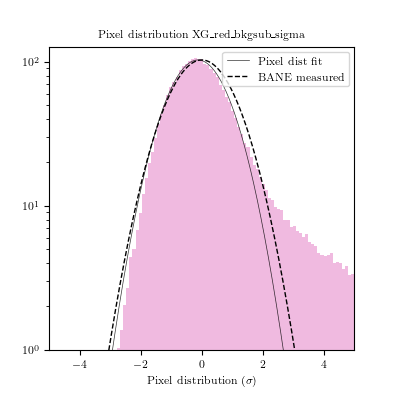 Pixel distribution XG_red_bkgsub_sigma
10²
Pixel dist fit
BANE measured
10¹
10⁰
−4 −2 0 2 4
Pixel distribution (σ)